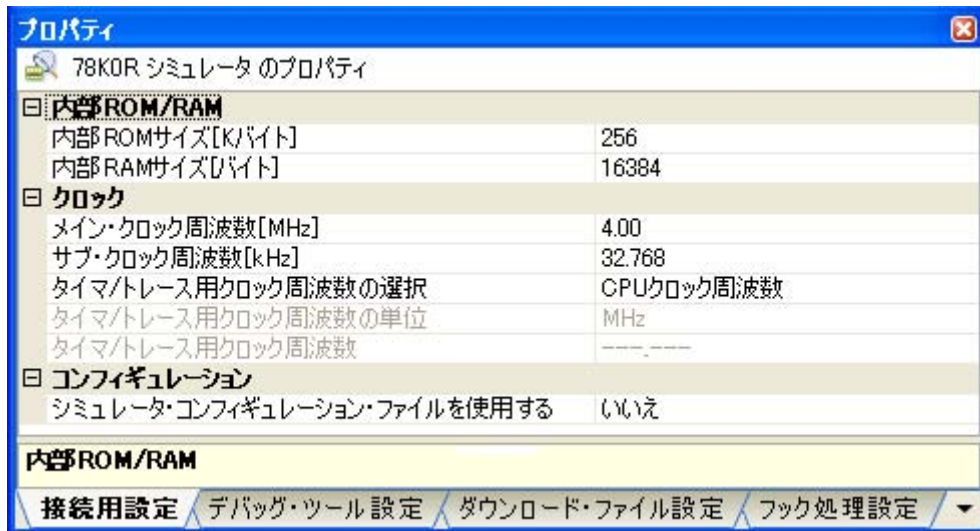 プロパティ
78K0R シミュレータ のプロパティ
内部ROM/RAM
内部ROMサイズ[Kバイト] 256
内部RAMサイズ[バイト] 16384
クロック
メイン・クロック周波数[MHz] 4.00
サブ・クロック周波数[kHz] 32.768
タイマ/トレース用クロック周波数の選択 CPUクロック周波数
タイマ/トレース用クロック周波数の単位 MHz
タイマ/トレース用クロック周波数 ---.---
コンフィギュレーション
シミュレータ・コンフィギュレーション・ファイルを使用する いいえ
内部ROM/RAM
接続用設定 デバッグ・ツール設定 ダウンロード・ファイル設定 フック処理設定